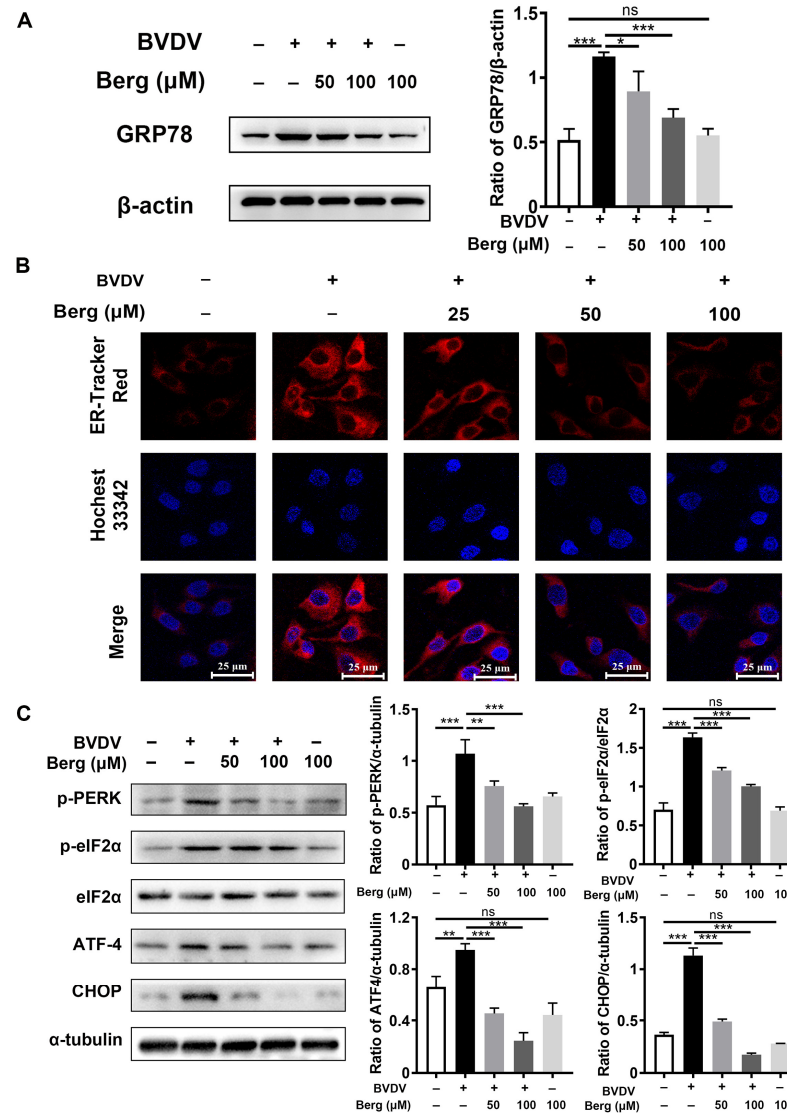 A
BVDV – + + + –
Berg (μM) – – 50 100 100
GRP78
β-actin
Ratio of GRP78/β-actin
1.5
1.0
0.5
0
ns
***
*** *
BVDV – + + + –
Berg (μM) – – 50 100 100
B
BVDV – + + + +
Berg (μM) – – 25 50 100
ER-Tracker
Red
Hochest
33342
Merge
25 μm 25 μm 25 μm 25 μm 25 μm
C
BVDV – + + + –
Berg (μM) – – 50 100 100
p-PERK
p-eIF2α
eIF2α
ATF-4
CHOP
α-tubulin
Ratio of p-PERK/α-tubulin
1.5
1.0
0.5
0
***
*** **
BVDV – + + + –
Berg (μM) – – 50 100 100
Ratio of p-eIF2α/eIF2α
2
1.5
1
0.5
0
ns
***
*** ***
BVDV – + + + –
Berg (μM) – – 50 100 10
Ratio of ATF4/α-tubulin
1.2
0.8
0.4
0
ns
***
** ***
BVDV – + + + –
Berg (μM) – – 50 100 100
Ratio of CHOP/α-tubulin
1.5
1
0.5
0
ns
***
*** ***
BVDV – + + + –
Berg (μM) – – 50 100 10